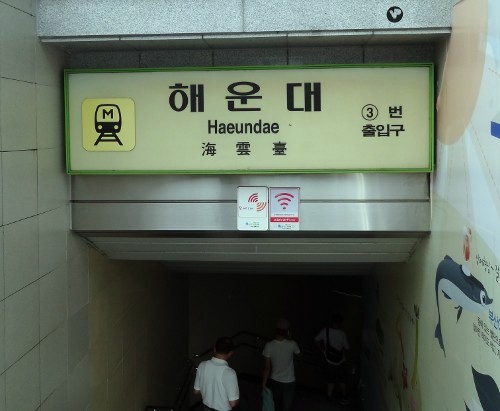 해운대
Haeundae
海雲臺
M
③ 번
출입구